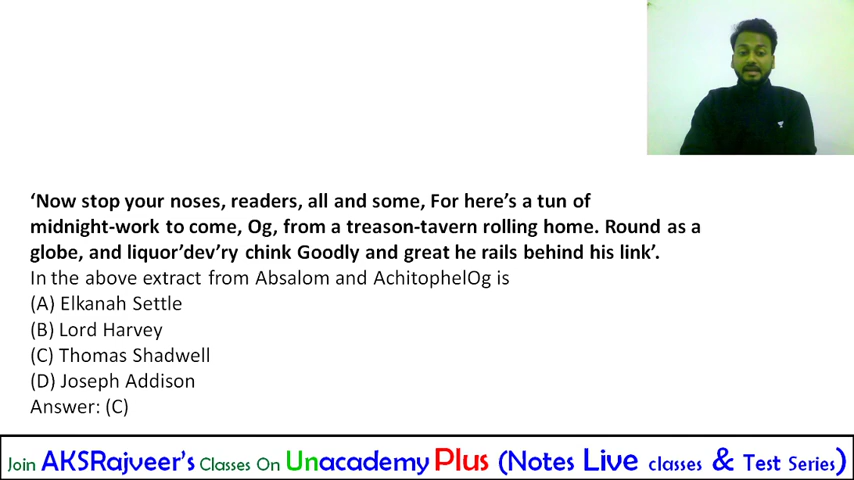 ‘Now stop your noses, readers, all and some, For here’s a tun of
midnight-work to come, Og, from a treason-tavern rolling home. Round as a
globe, and liquor’dev’ry chink Goodly and great he rails behind his link’.
In the above extract from Absalom and AchitophelOg is
(A) Elkanah Settle
(B) Lord Harvey
(C) Thomas Shadwell
(D) Joseph Addison
Answer: (C)
Join AKSRajveer’s Classes On Unacademy Plus (Notes Live classes & Test Series)